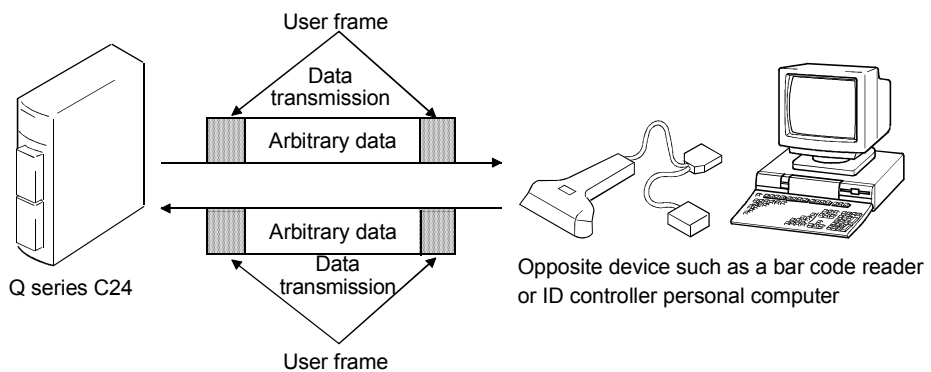 User frame
Data
transmission
Arbitrary data
Arbitrary data
Data
transmission
User frame
Q series C24
Opposite device such as a bar code reader
or ID controller personal computer